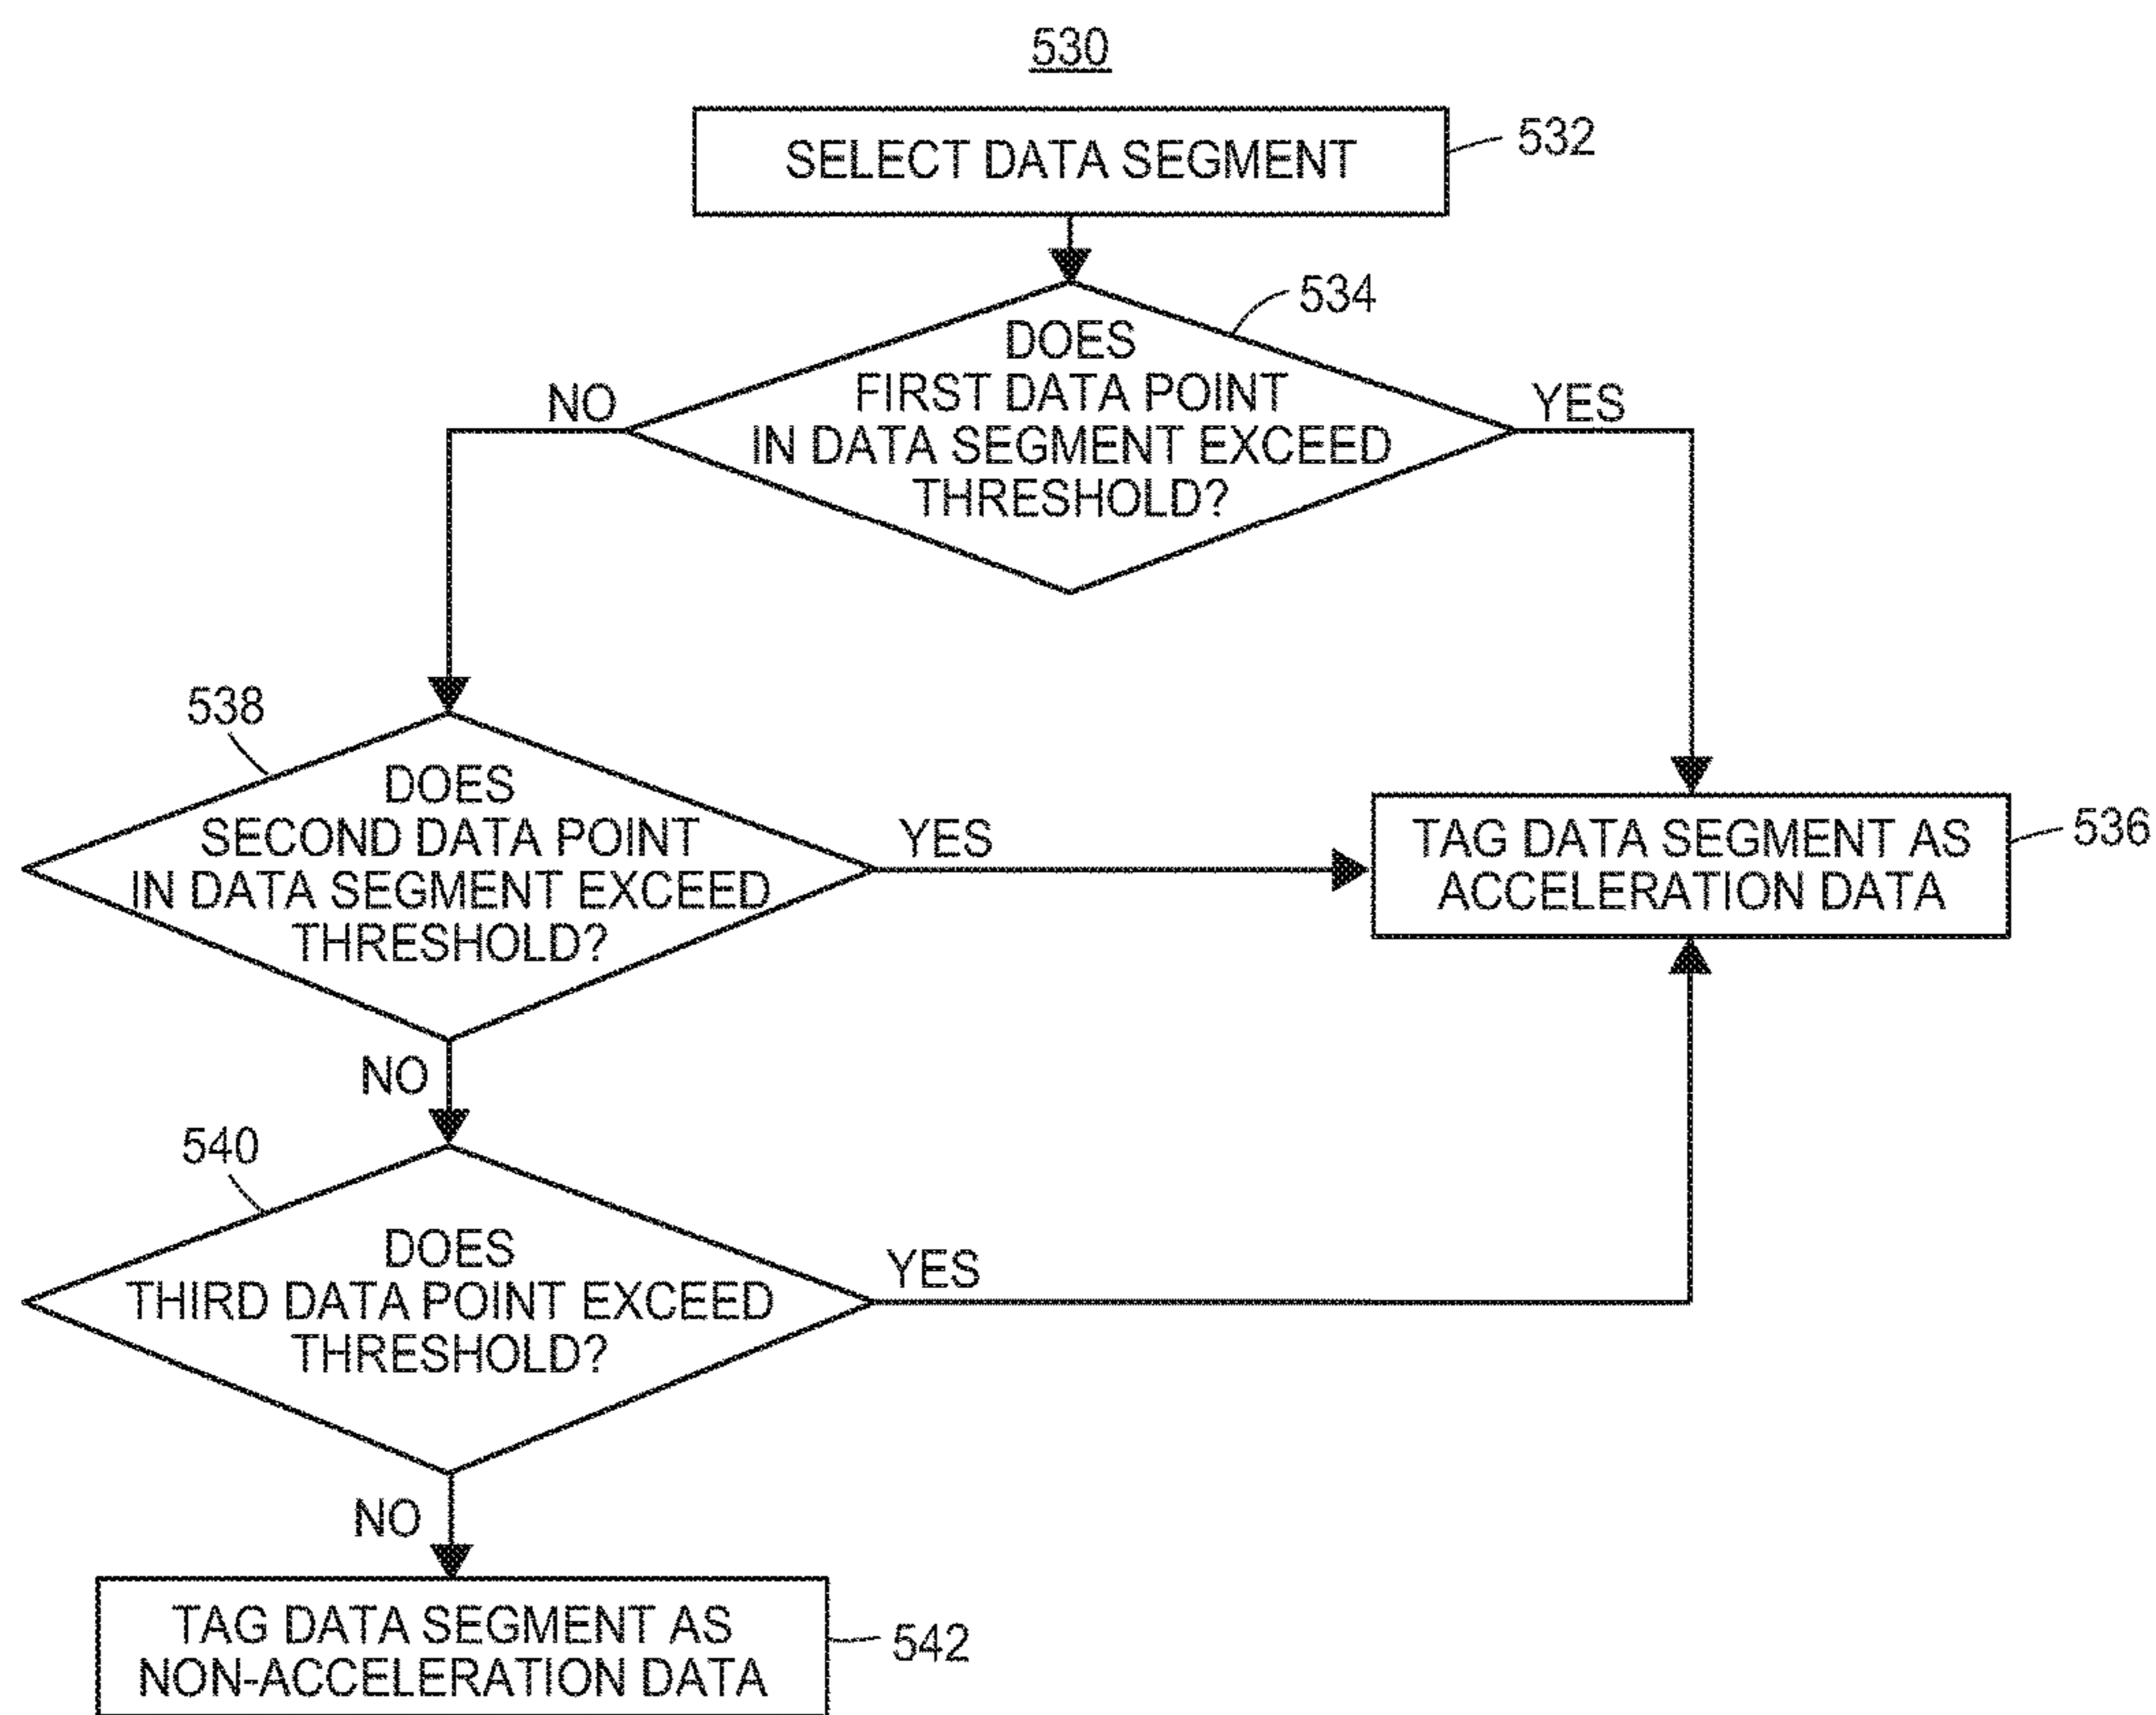 530
SELECT DATA SEGMENT
532
534
DOES
FIRST DATA POINT
IN DATA SEGMENT EXCEED
THRESHOLD?
NO
YES
538
DOES
SECOND DATA POINT
IN DATA SEGMENT EXCEED
THRESHOLD?
YES
TAG DATA SEGMENT AS
ACCELERATION DATA
536
NO
540
DOES
THIRD DATA POINT EXCEED
THRESHOLD?
YES
NO
TAG DATA SEGMENT AS
NON-ACCELERATION DATA
542